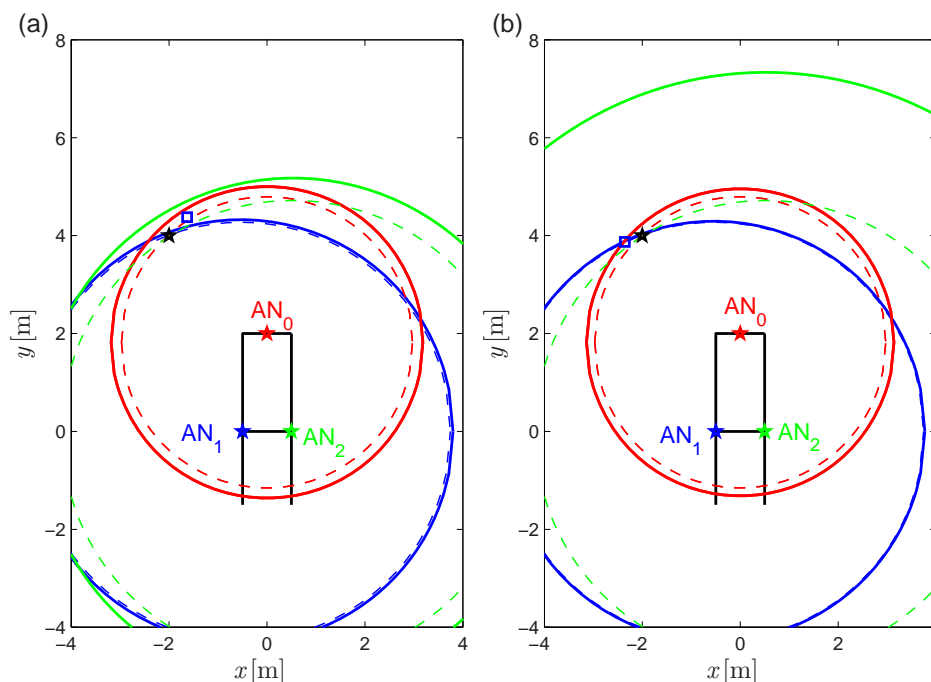 (a) (b)
8 8
6 6
4 4
2 2
0 0
−2 −2
−4 −4
y [m] y [m]
AN0 AN0
AN1 AN2 AN1 AN2
−4 −2 0 2 4 −4 −2 0 2
x [m] x [m]